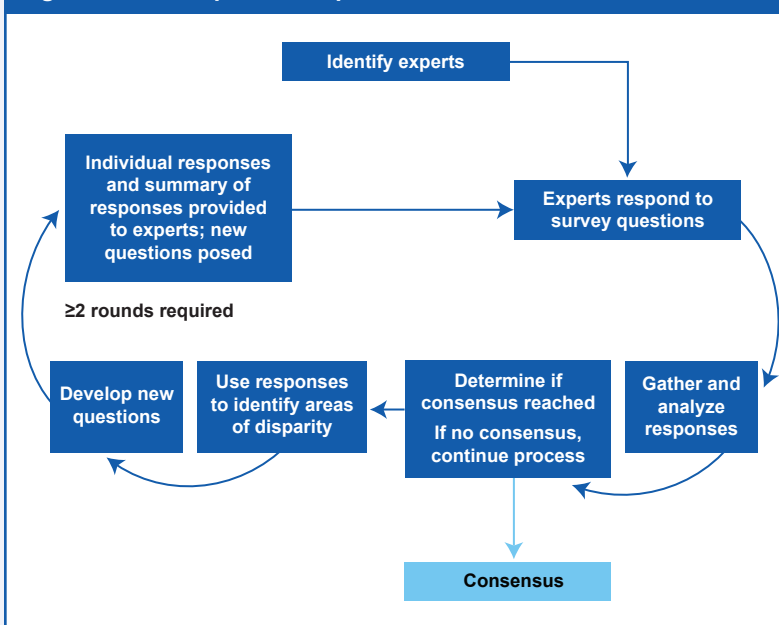 Identify experts
Individual responses
and summary of
responses provided
to experts; new
questions posed
Experts respond to
survey questions
≥2 rounds required
Develop new
questions
Use responses
to identify areas
of disparity
Determine if
consensus reached
If no consensus,
continue process
Gather and
analyze
responses
Consensus